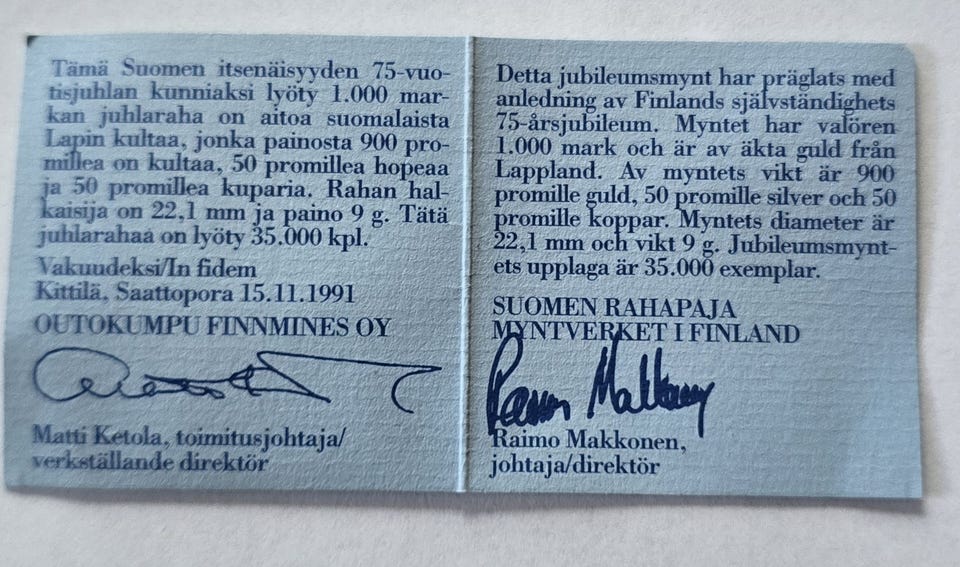 Tämä Suomen itsenäisyyden 75-vuo-
tisjuhlan kunniaksi lyöty 1.000 mar-
kan juhlaraha on aitoa suomalaista
Lapin kultaa, jonka painosta 900 pro-
millea on kultaa, 50 promillea hopeaa
ja 50 promillea kuparia. Rahan hal-
kaisija on 22,1 mm ja paino 9 g. Tätä
juhlarahaa on lyöty 35.000 kpl.
Vakuudeksi/In fidem
Kittilä, Saattopora 15.11.1991
OUTOKUMPU FINNMINES OY
Matti Ketola, toimitusjohtaja/
verkställande direktör
Detta jubileumsmynt har präglats med
anledning av Finlands självständighets
75-årsjubileum. Myntet har valören
1.000 mark och är av äkta guld från
Lappland. Av myntets vikt är 900
promille guld, 50 promille silver och 50
promille koppar. Myntets diameter är
22,1 mm och vikt 9 g. Jubileumsmynt-
ets upplaga är 35.000 exemplar.
SUOMEN RAHAPAJA
MYNTVERKET I FINLAND
Raimo Makkonen
Raimo Makkonen,
johtaja/direktör